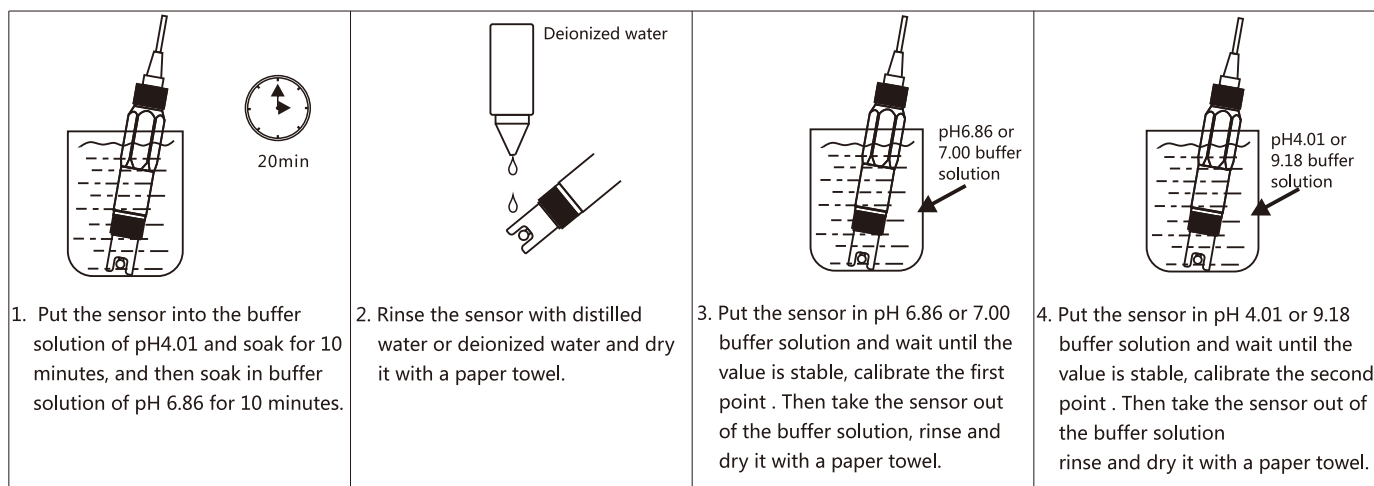 20min
1. Put the sensor into the buffer
solution of pH4.01 and soak for 10
minutes, and then soak in buffer
solution of pH 6.86 for 10 minutes.
Deionized water
2. Rinse the sensor with distilled
water or deionized water and dry
it with a paper towel.
pH6.86 or
7.00 buffer
solution
3. Put the sensor in pH 6.86 or 7.00
buffer solution and wait until the
value is stable, calibrate the first
point . Then take the sensor out
of the buffer solution, rinse and
dry it with a paper towel.
pH4.01 or
9.18 buffer
solution
4. Put the sensor in pH 4.01 or 9.18
buffer solution and wait until the
value is stable, calibrate the second
point . Then take the sensor out of
the buffer solution
rinse and dry it with a paper towel.